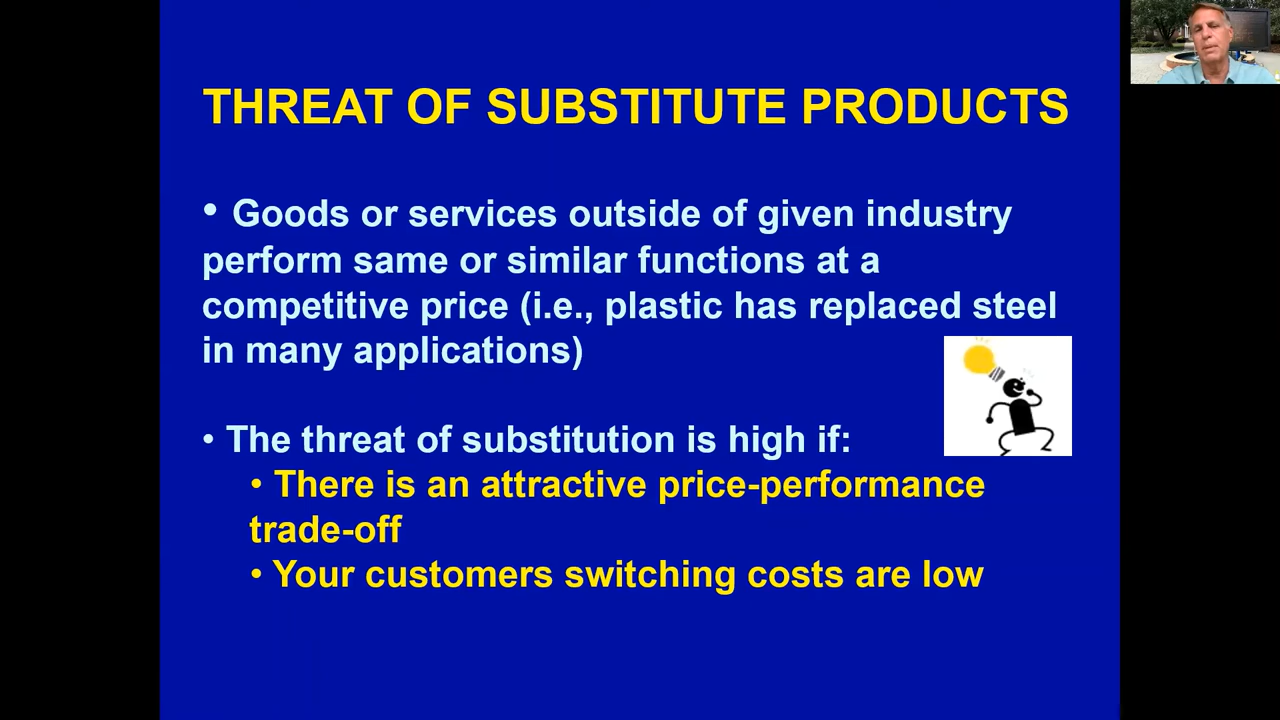 THREAT OF SUBSTITUTE PRODUCTS
• Goods or services outside of given industry
perform same or similar functions at a
competitive price (i.e., plastic has replaced steel
in many applications)
• The threat of substitution is high if:
• There is an attractive price-performance
trade-off
• Your customers switching costs are low